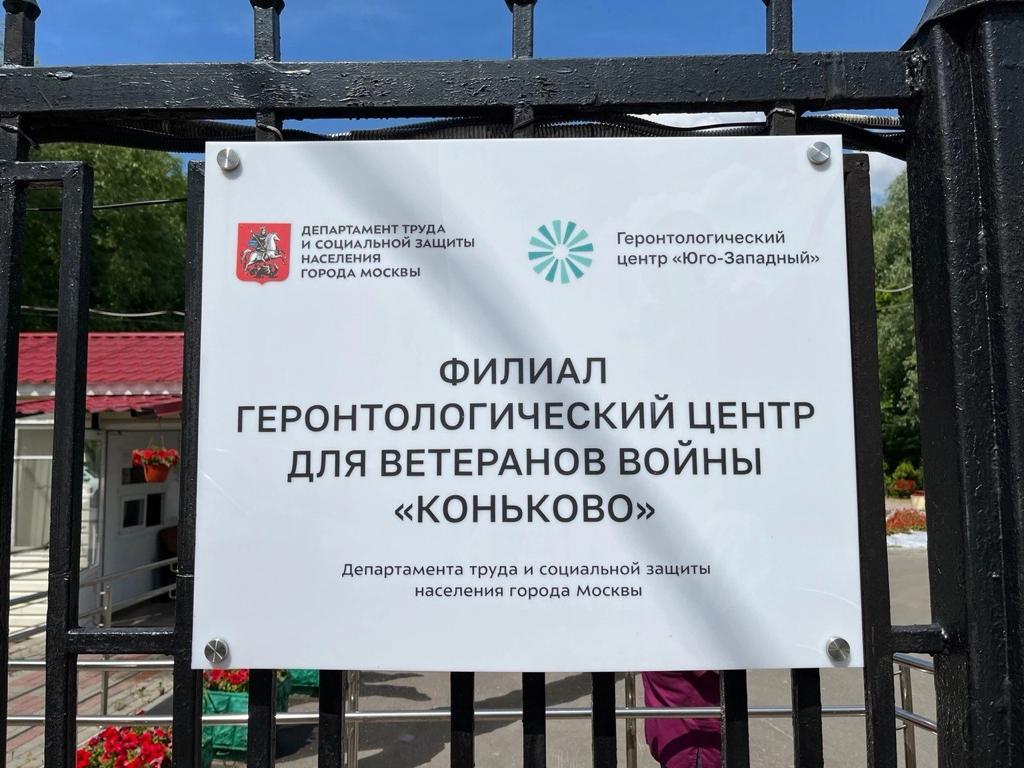 ДЕПАРТАМЕНТ ТРУДА
И СОЦИАЛЬНОЙ ЗАЩИТЫ
НАСЕЛЕНИЯ
ГОРОДА МОСКВЫ
Геронтологический
центр «Юго-Западный»
ФИЛИАЛ
ГЕРОНТОЛОГИЧЕСКИЙ ЦЕНТР
ДЛЯ ВЕТЕРАНОВ ВОЙНЫ
«КОНЬКОВО»
Департамента труда и социальной защиты
населения города Москвы